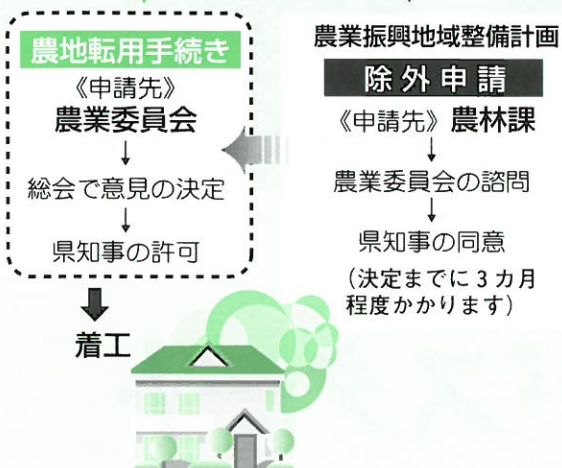 農地転用手続き
《申請先》
農業委員会
↓
総会で意見の決定
↓
県知事の許可
着工
農業振興地域整備計画
除外申請
《申請先》農林課
↓
農業委員会の諮問
↓
県知事の同意
(決定までに3カ月
程度かかります)